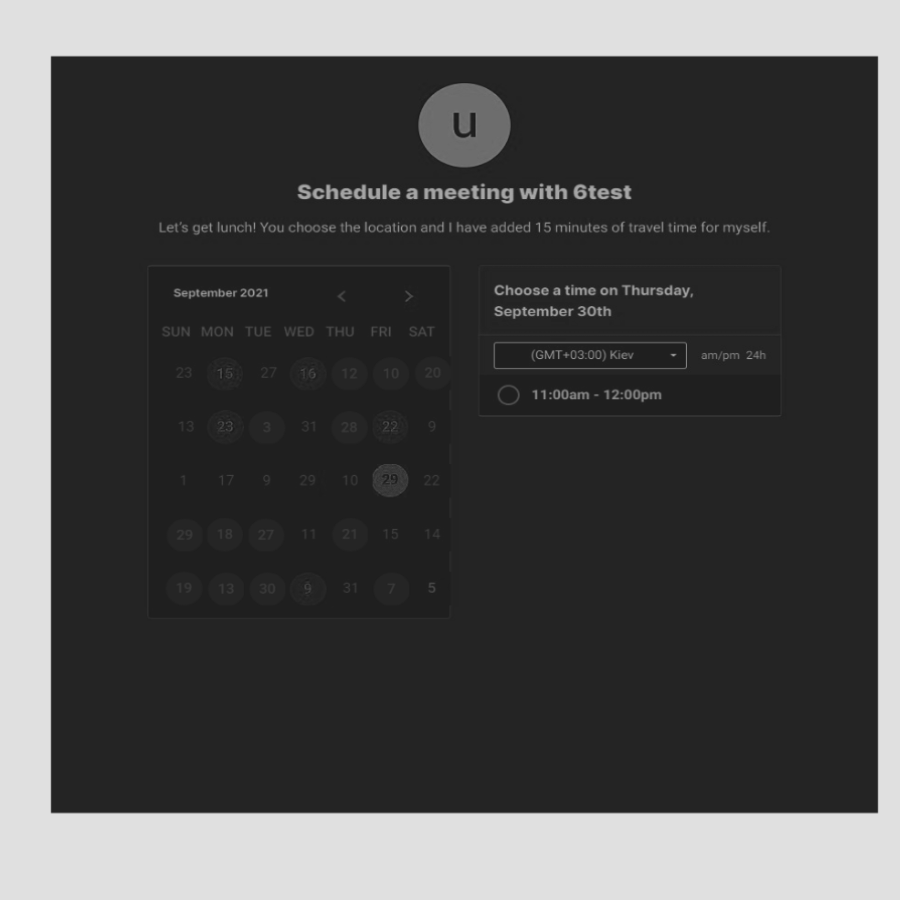 u
Schedule a meeting with 6test
Let's get lunch! You choose the location and I have added 15 minutes of travel time for myself.
September 2021 < >
SUN MON TUE WED THU FRI SAT
23 15 27 16 12 10 20
13 23 3 31 28 22 9
1 17 9 29 10 29 22
29 18 27 11 21 15 14
19 13 30 9 31 7 5
Choose a time on Thursday,
September 30th
(GMT+03:00) Kiev am/pm 24h
11:00am - 12:00pm